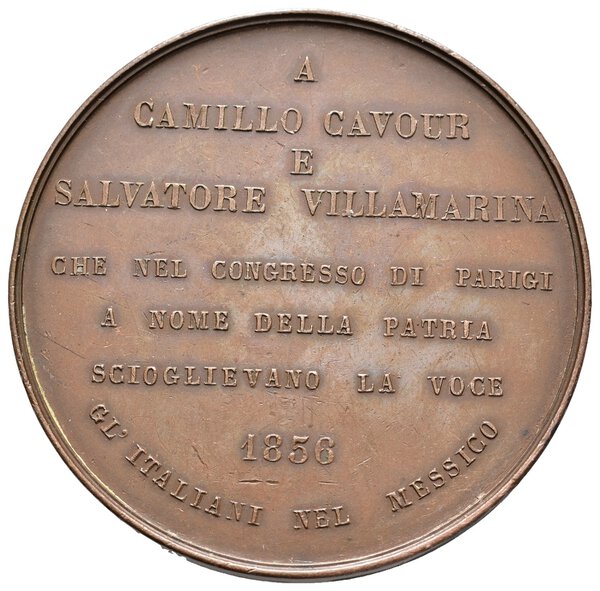 A
CAMILLO CAVOUR
E
SALVATORE VILLAMARINA
CHE NEL CONGRESSO DI PARIGI
A NOME DELLA PATRIA
SCIOGLIEVANO LA VOCE
1856
GL' ITALIANI NEL MESSICO